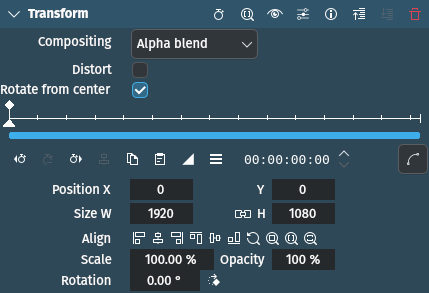 Transform
Compositing Alpha blend
Distort
Rotate from center
00:00:00:00
Position X 0 Y 0
Size W 1920 H 1080
Align
Scale 100.00 % Opacity 100 %
Rotation 0.00 °